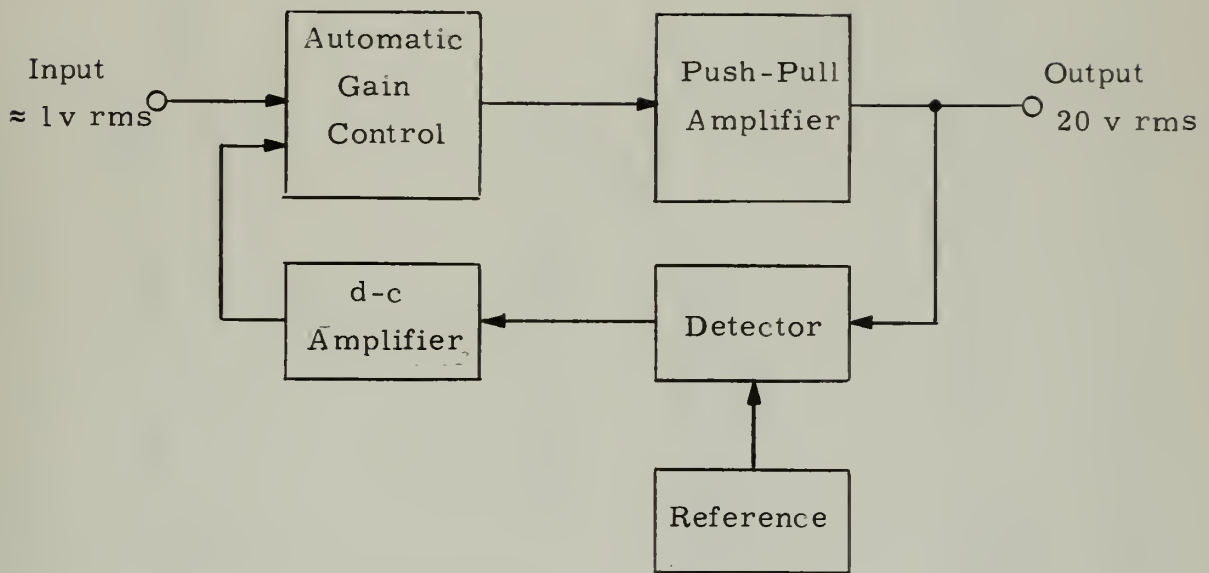 Input
≈ 1v rms
Automatic
Gain
Control
Push-Pull
Amplifier
Output
20 v rms
d-c
Amplifier
Detector
Reference